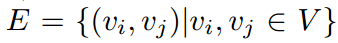 E = {(v_i, v_j)|v_i, v_j ∈ V}